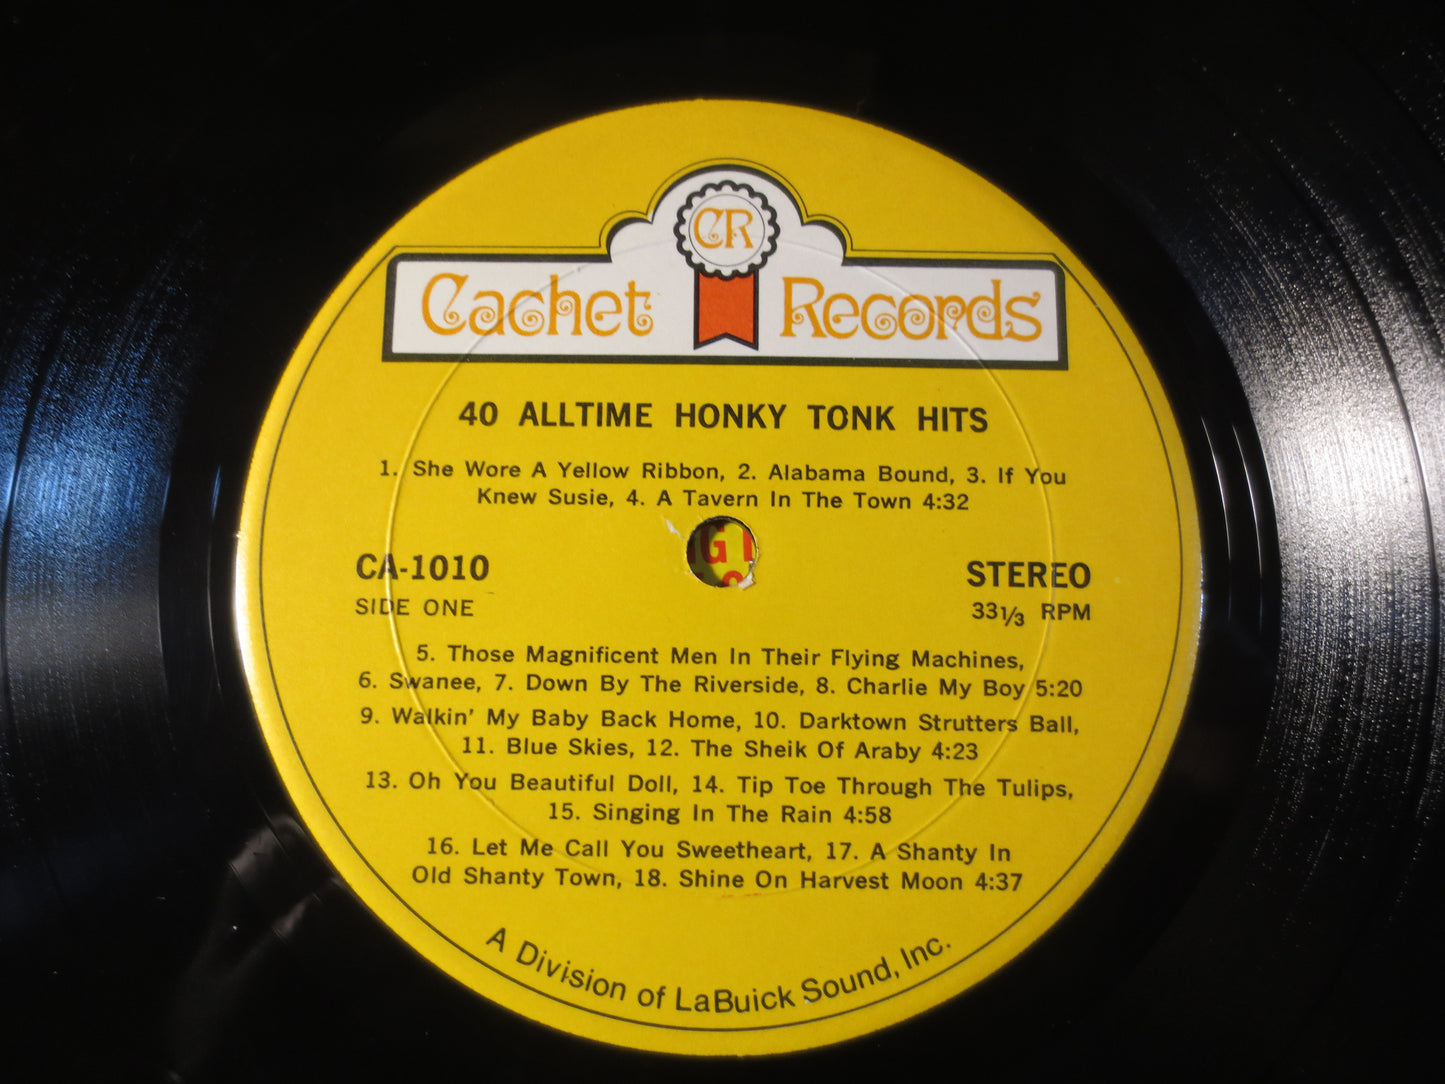 CR
Cachet Records
40 ALLTIME HONKY TONK HITS
1. She Wore A Yellow Ribbon, 2. Alabama Bound, 3. If You
Knew Susie, 4. A Tavern In The Town 4:32
CA-1010
SIDE ONE
STEREO
33 1/3 RPM
5. Those Magnificent Men In Their Flying Machines,
6. Swanee, 7. Down By The Riverside, 8. Charlie My Boy 5:20
9. Walkin' My Baby Back Home, 10. Darktown Strutters Ball,
11. Blue Skies, 12. The Sheik Of Araby 4:23
13. Oh You Beautiful Doll, 14. Tip Toe Through The Tulips,
15. Singing In The Rain 4:58
16. Let Me Call You Sweetheart, 17. A Shanty In
Old Shanty Town, 18. Shine On Harvest Moon 4:37
A Division of LaBuick Sound, Inc.